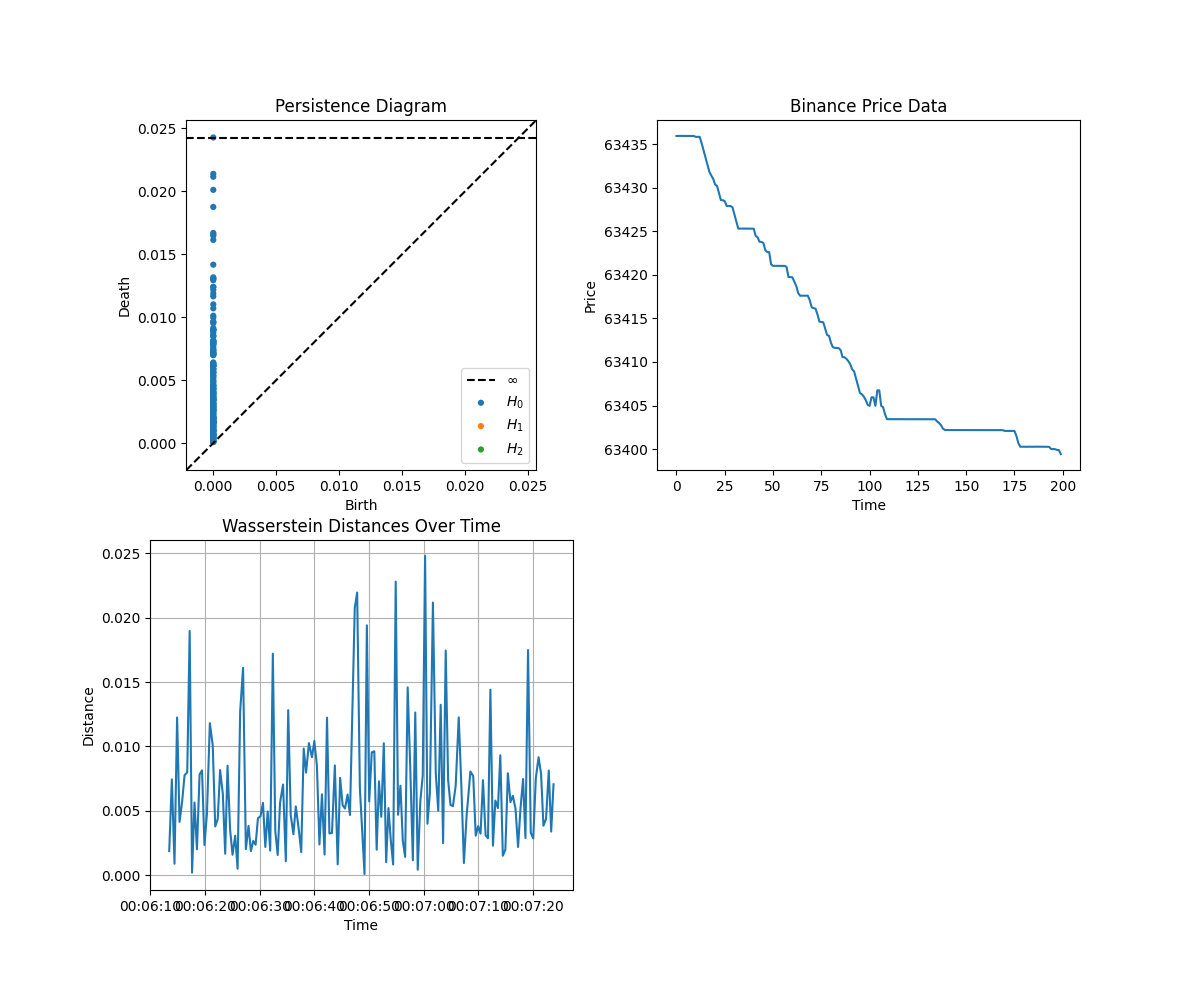 Persistence Diagram
Death
0.025
0.020
0.015
0.010
0.005
0.000
∞
H₀
H₁
H₂
0.000 0.005 0.010 0.015 0.020 0.025
Birth
Binance Price Data
Price
63435
63430
63425
63420
63415
63410
63405
63400
0 25 50 75 100 125 150 175 200
Time
Wasserstein Distances Over Time
Distance
0.025
0.020
0.015
0.010
0.005
0.000
00:06:10 00:06:20 00:06:30 00:06:40 00:06:50 00:07:00 00:07:10 00:07:20
Time